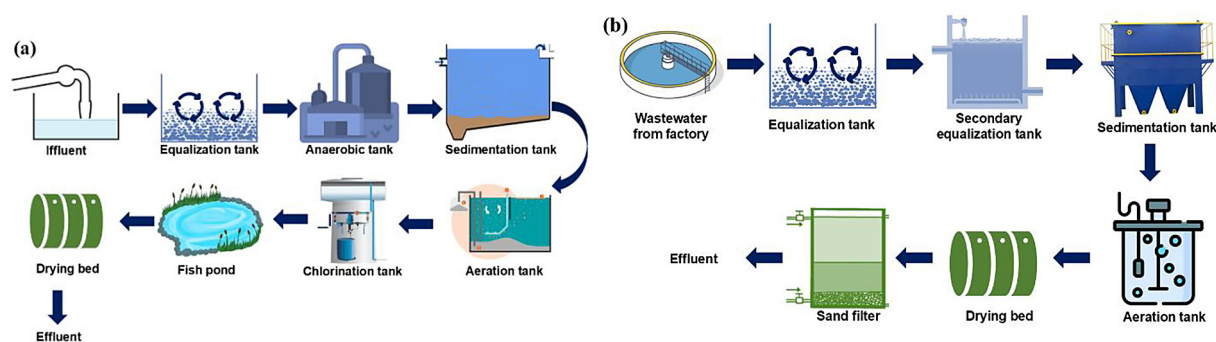 (a)
Iffluent
Equalization tank
Anaerobic tank
Sedimentation tank
Drying bed
Fish pond
Chlorination tank
Aeration tank
Effluent
(b)
Wastewater
from factory
Equalization tank
Secondary
equalization tank
Sedimentation tank
Effluent
Sand filter
Drying bed
Aeration tank